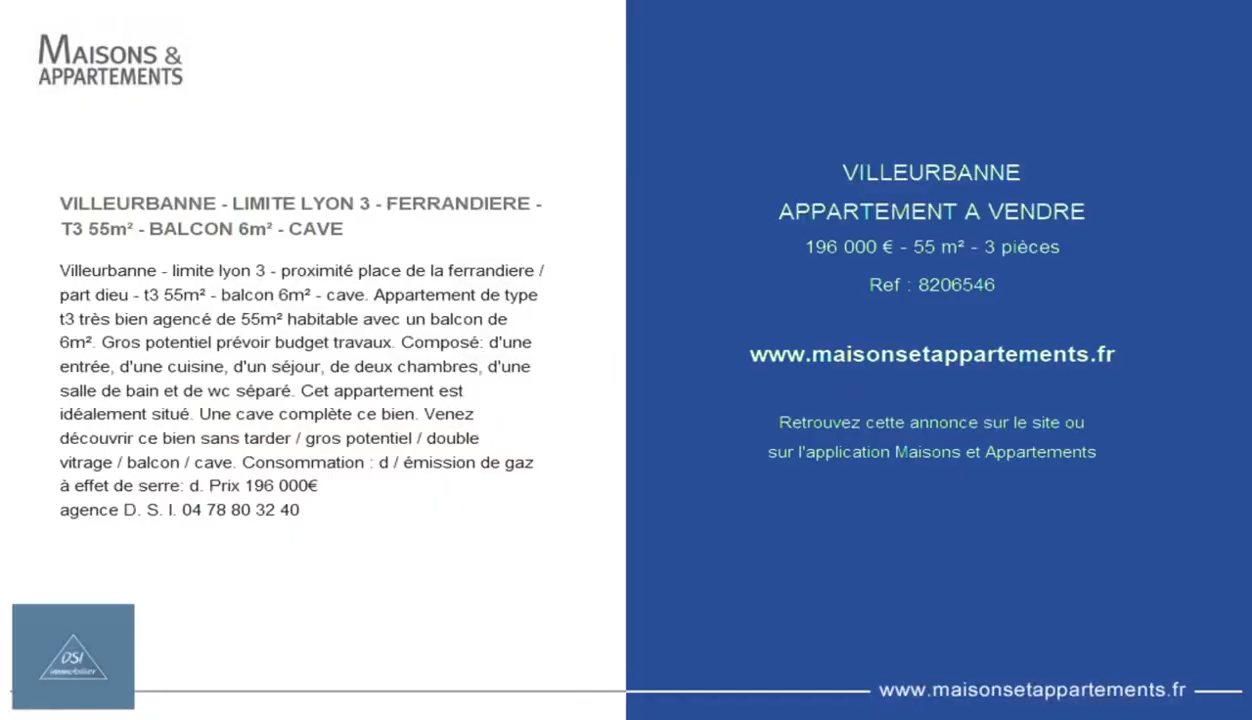 MAISONS &
APPARTEMENTS
VILLEURBANNE - LIMITE LYON 3 - FERRANDIERE -
T3 55m² - BALCON 6m² - CAVE
Villeurbanne - limite lyon 3 - proximité place de la ferrandiere /
part dieu - t3 55m² - balcon 6m² - cave. Appartement de type
t3 très bien agencé de 55m² habitable avec un balcon de
6m². Gros potentiel prévoir budget travaux. Composé: d'une
entrée, d'une cuisine, d'un séjour, de deux chambres, d'une
salle de bain et de wc séparé. Cet appartement est
idéalement situé. Une cave complète ce bien. Venez
découvrir ce bien sans tarder / gros potentiel / double
vitrage / balcon / cave. Consommation : d / émission de gaz
à effet de serre: d. Prix 196 000€
agence D. S. I. 04 78 80 32 40
DSI
immobilier
VILLEURBANNE
APPARTEMENT A VENDRE
196 000 € - 55 m² - 3 pièces
Ref : 8206546
www.maisonsetappartements.fr
Retrouvez cette annonce sur le site ou
sur l'application Maisons et Appartements
www.maisonsetappartements.fr